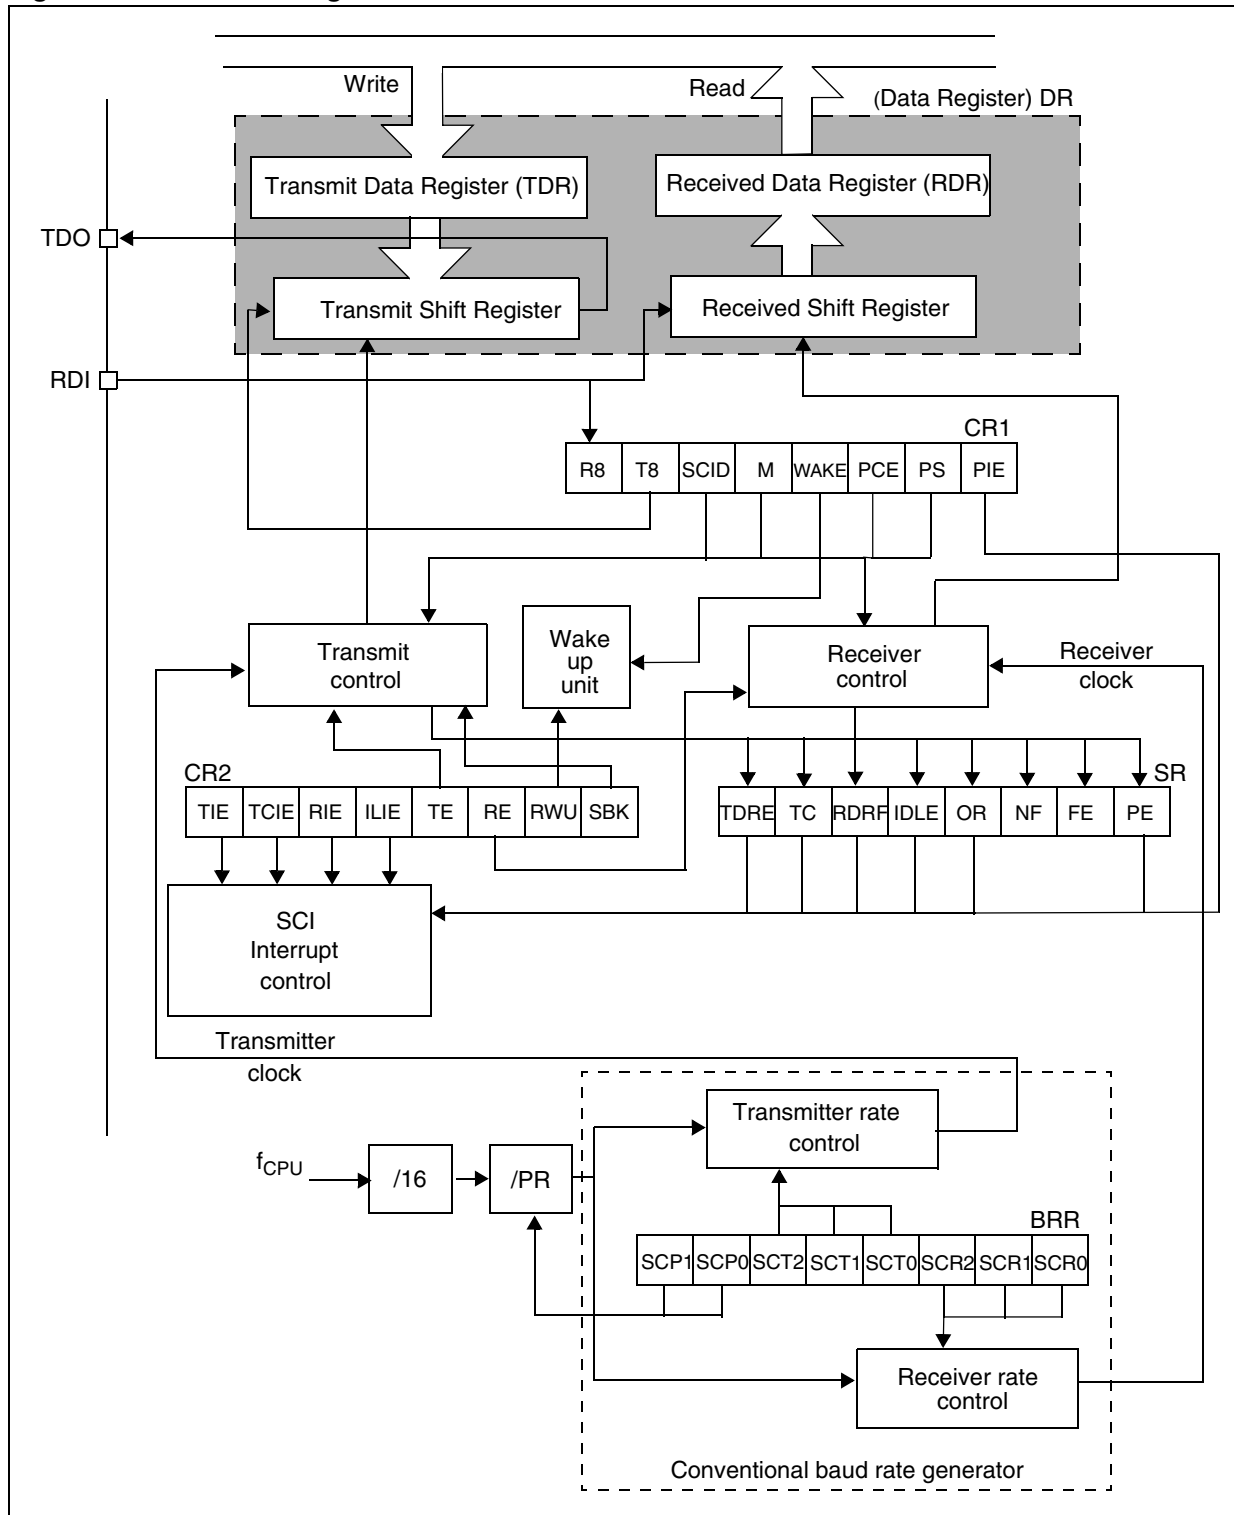 Write
Read
(Data Register) DR
Transmit Data Register (TDR)
Received Data Register (RDR)
TDO
Transmit Shift Register
Received Shift Register
RDI
CR1
R8 T8 SCID M WAKE PCE PS PIE
Transmit
control
Wake
up
unit
Receiver
control
Receiver
clock
CR2
TIE TCIE RIE ILIE TE RE RWU SBK
SR
TDRE TC RDRF IDLE OR NF FE PE
SCI
Interrupt
control
Transmitter
clock
Transmitter rate
control
fCPU
/16
/PR
BRR
SCP1 SCP0 SCT2 SCT1 SCT0 SCR2 SCR1 SCR0
Receiver rate
control
Conventional baud rate generator